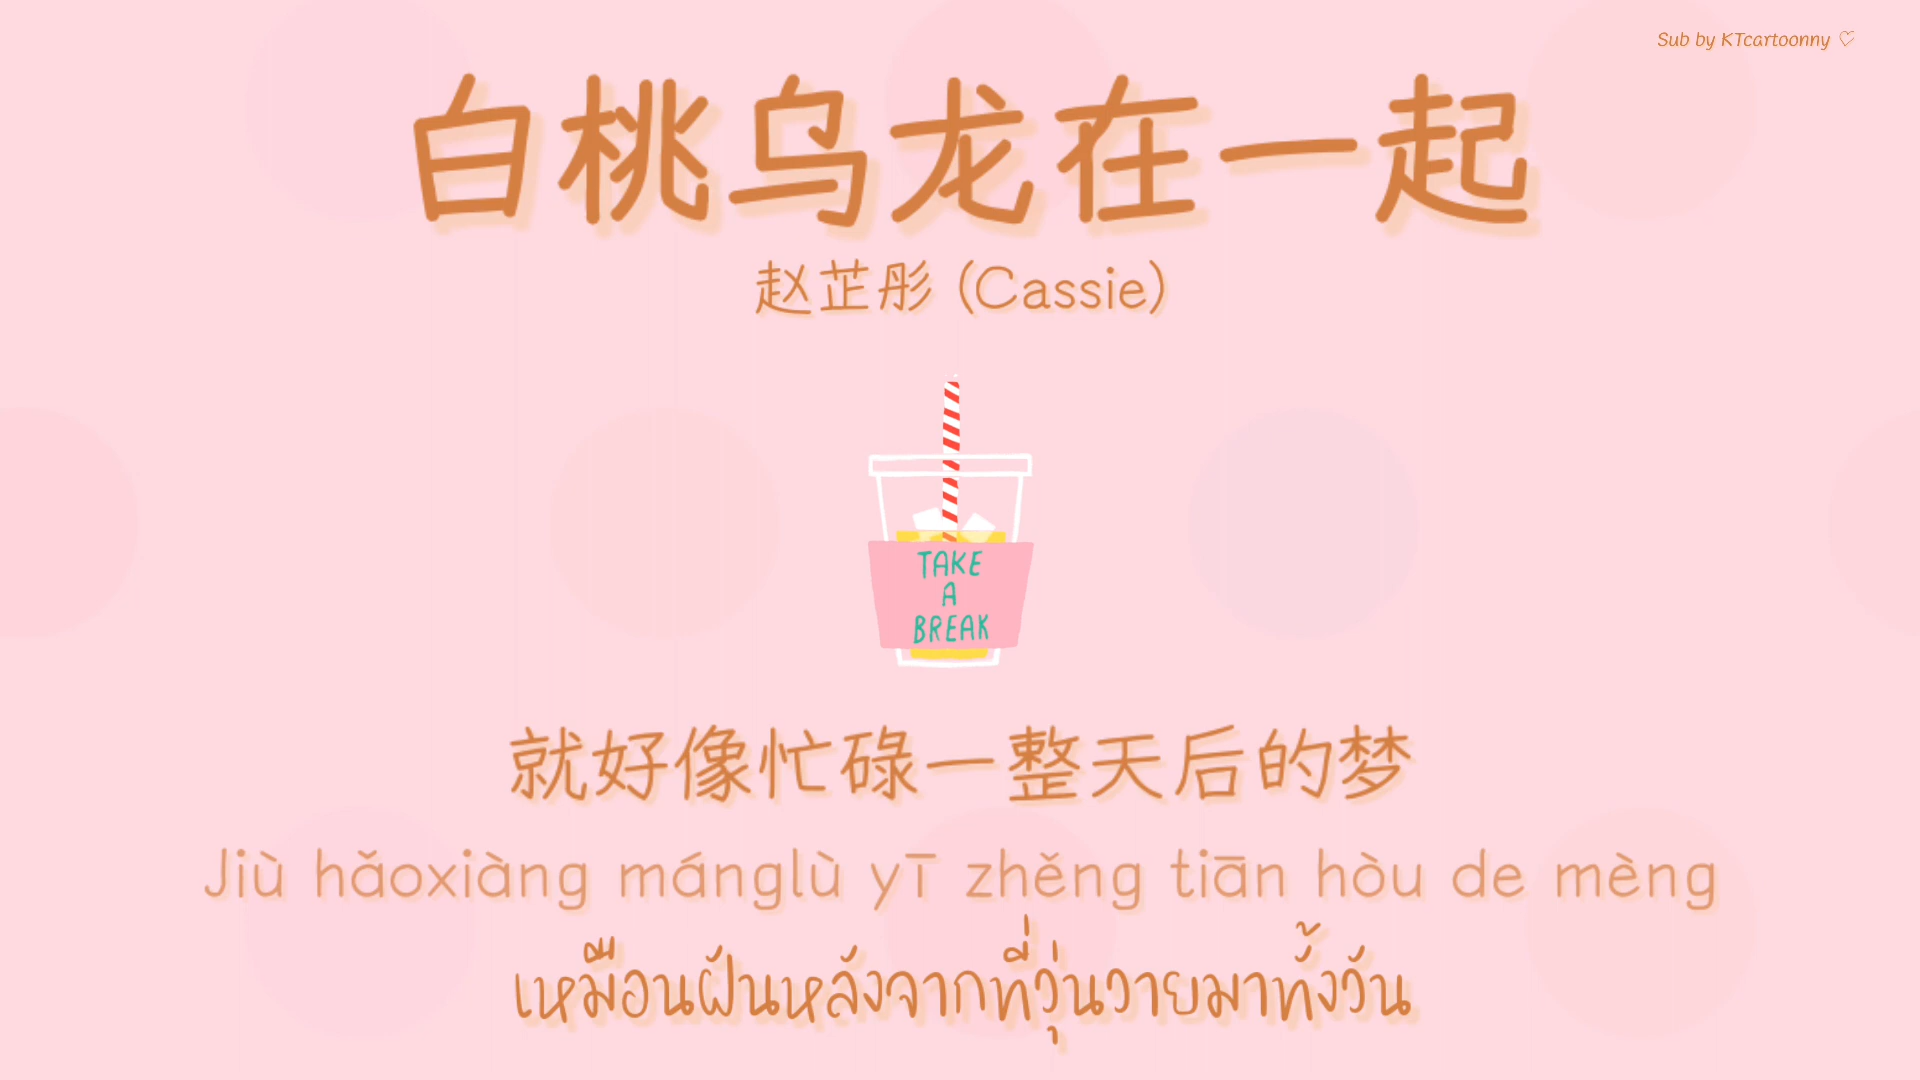 Sub by KTcartoonny ♡
白桃乌龙在一起
赵芷彤 (Cassie)
TAKE
A
BREAK
就好像忙碌一整天后的梦
Jiù hǎoxiàng mánglù yī zhěng tiān hòu de mèng
เหมือนฝันหลังจากที่วุ่นวายมาทั้งวัน